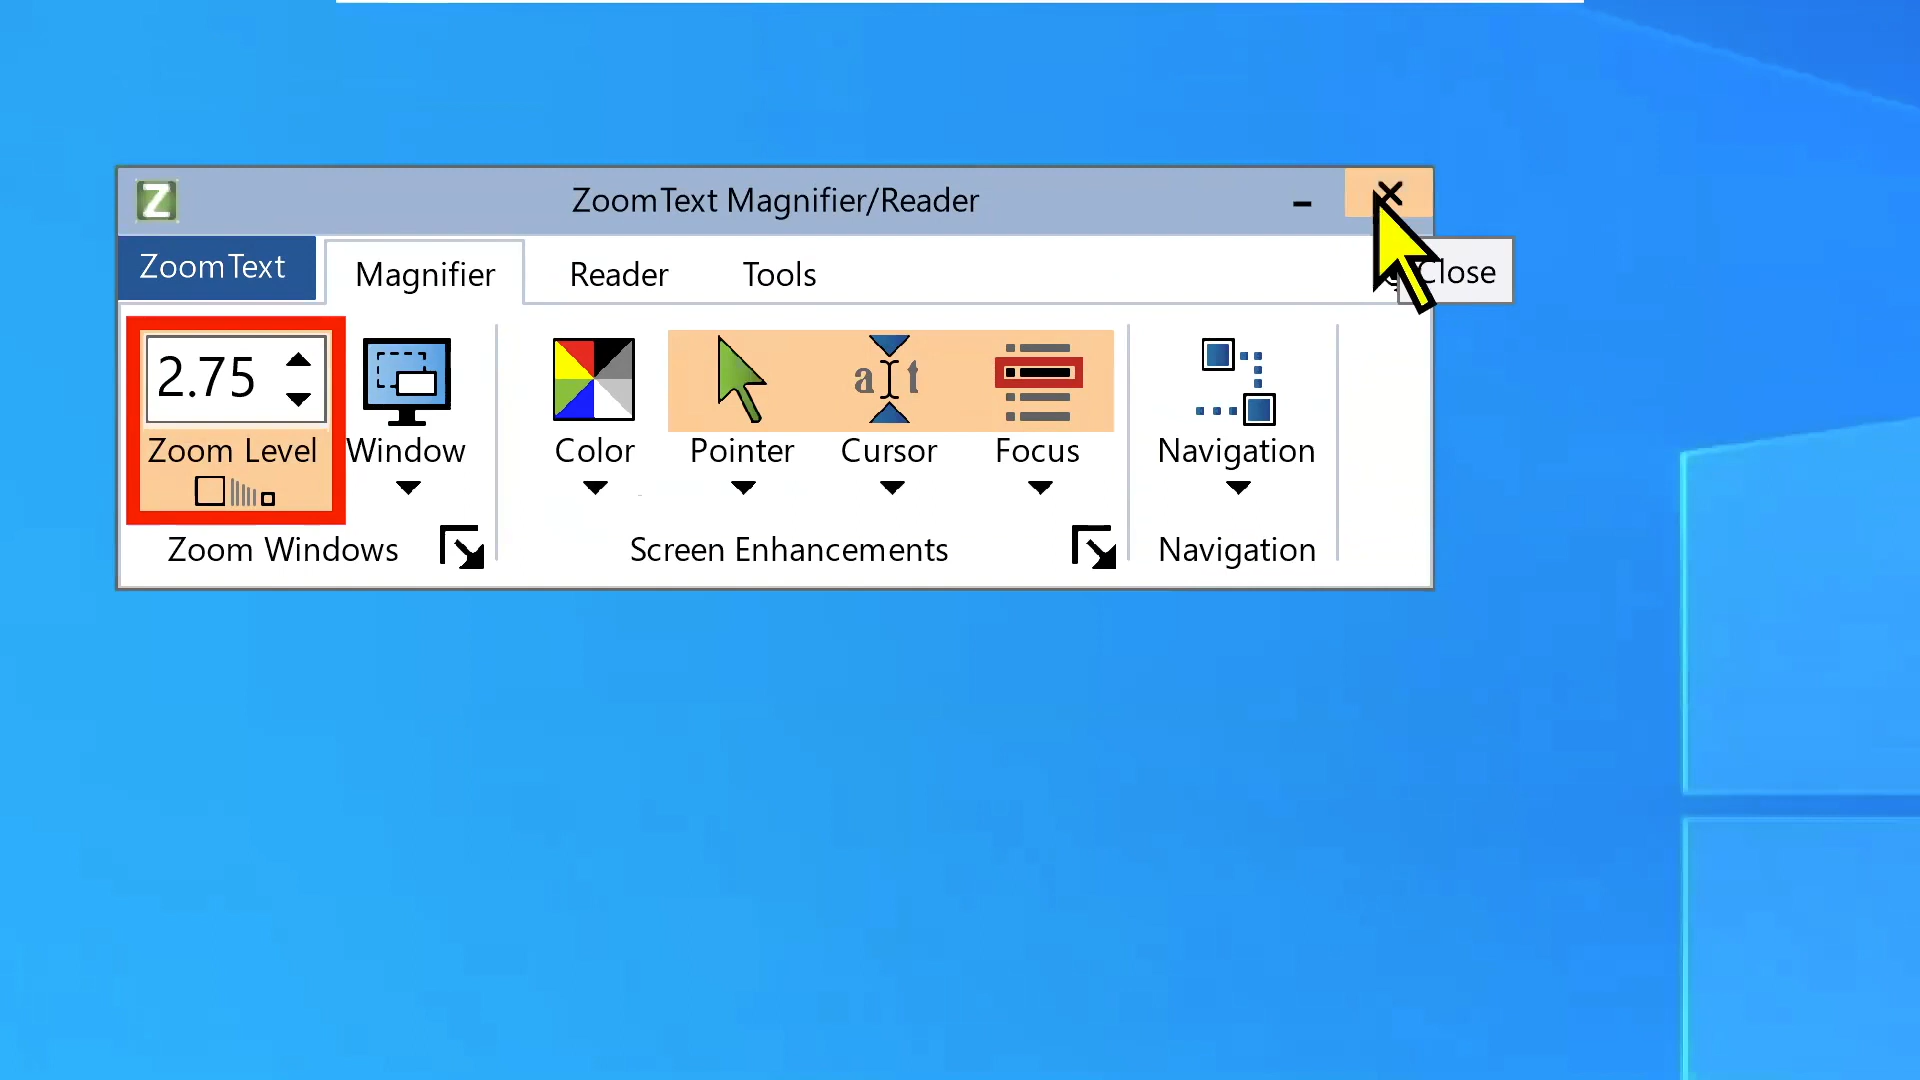 Z
ZoomText Magnifier/Reader
ZoomText Magnifier Reader Tools
Close
2.75
Zoom Level Window
a t
Color Pointer Cursor Focus Navigation
Zoom Windows Screen Enhancements Navigation